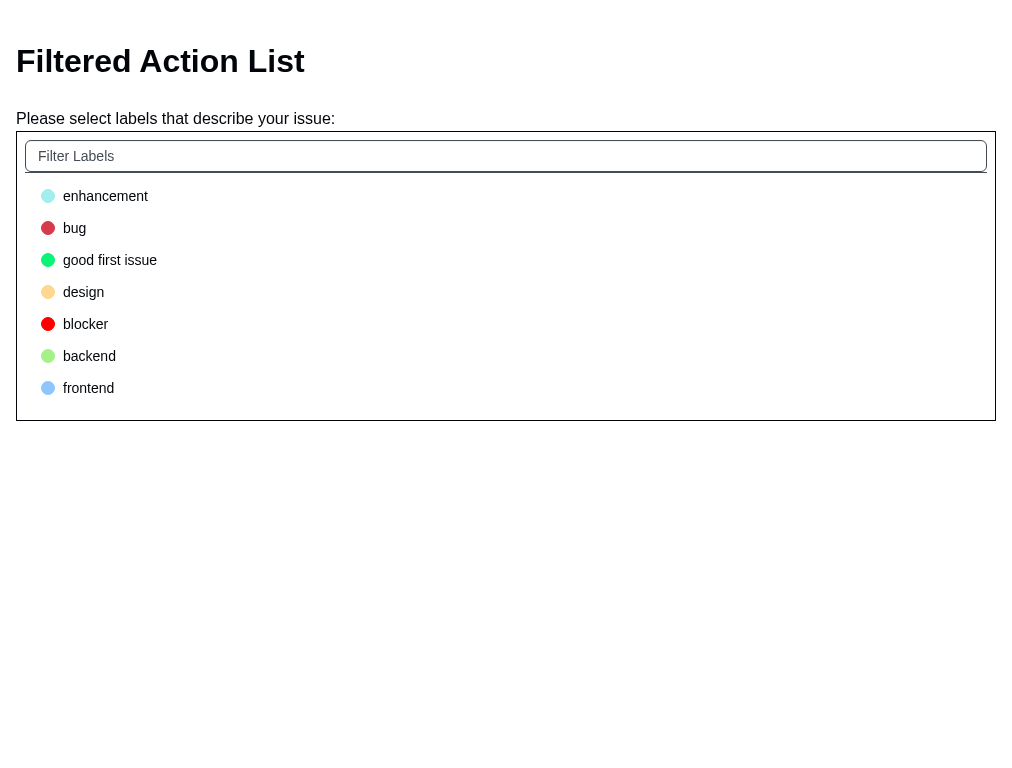 Filtered Action List
Please select labels that describe your issue:
Filter Labels
enhancement
bug
good first issue
design
blocker
backend
frontend